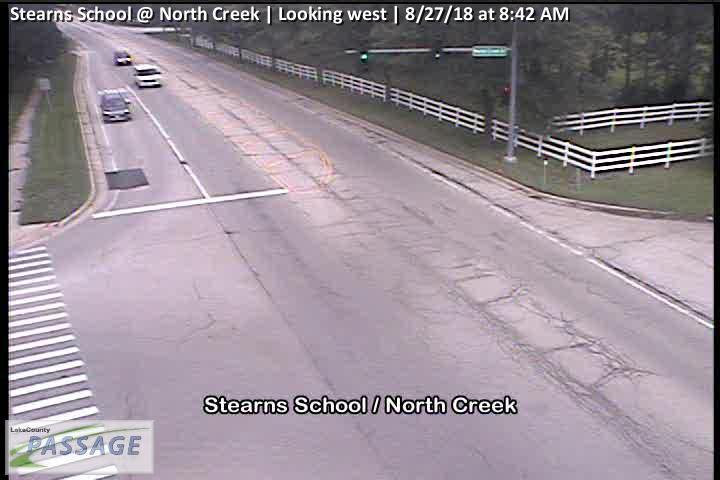 Stearns School @ North Creek | Looking west | 8/27/18 at 8:42 AM
Stearns School / North Creek
LakeCounty
PASSAGE